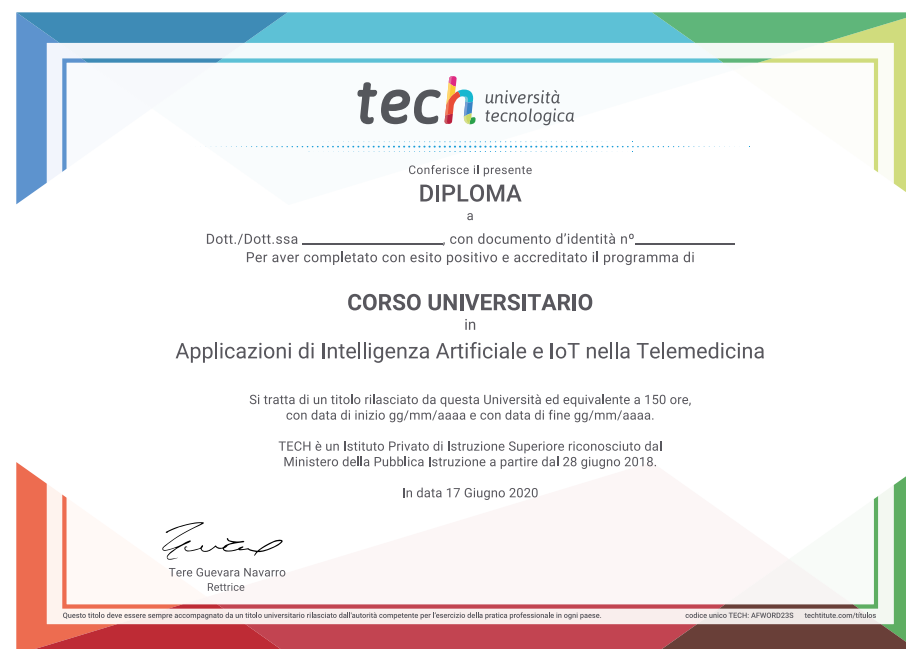 tech università
tecnologica
Conferisce il presente
DIPLOMA
a
Dott./Dott.ssa ____________________, con documento d'identità nº______________
Per aver completato con esito positivo e accreditato il programma di
CORSO UNIVERSITARIO
in
Applicazioni di Intelligenza Artificiale e IoT nella Telemedicina
Si tratta di un titolo rilasciato da questa Università ed equivalente a 150 ore,
con data di inizio gg/mm/aaaa e con data di fine gg/mm/aaaa.
TECH è un Istituto Privato di Istruzione Superiore riconosciuto dal
Ministero della Pubblica Istruzione a partire dal 28 giugno 2018.
In data 17 Giugno 2020
Tere Guevara Navarro
Rettrice
Questo titolo deve essere sempre accompagnato da un titolo universitario rilasciato dall'autorità competente per l'esercizio della pratica professionale in ogni paese. codice unico TECH: AFWORD23S techtitute.com/titulos